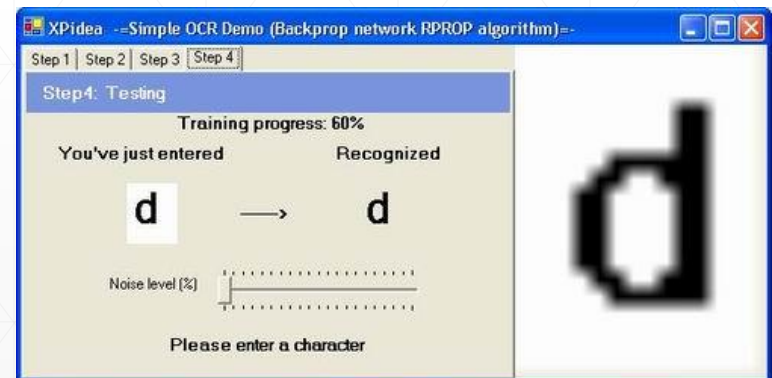 XPidea -=Simple OCR Demo (Backprop network RPROP algorithm)=-
Step 1 Step 2 Step 3 Step 4
Step4: Testing
Training progress: 60%
You've just entered Recognized
d ⟶ d
Noise level (%)
Please enter a character
d